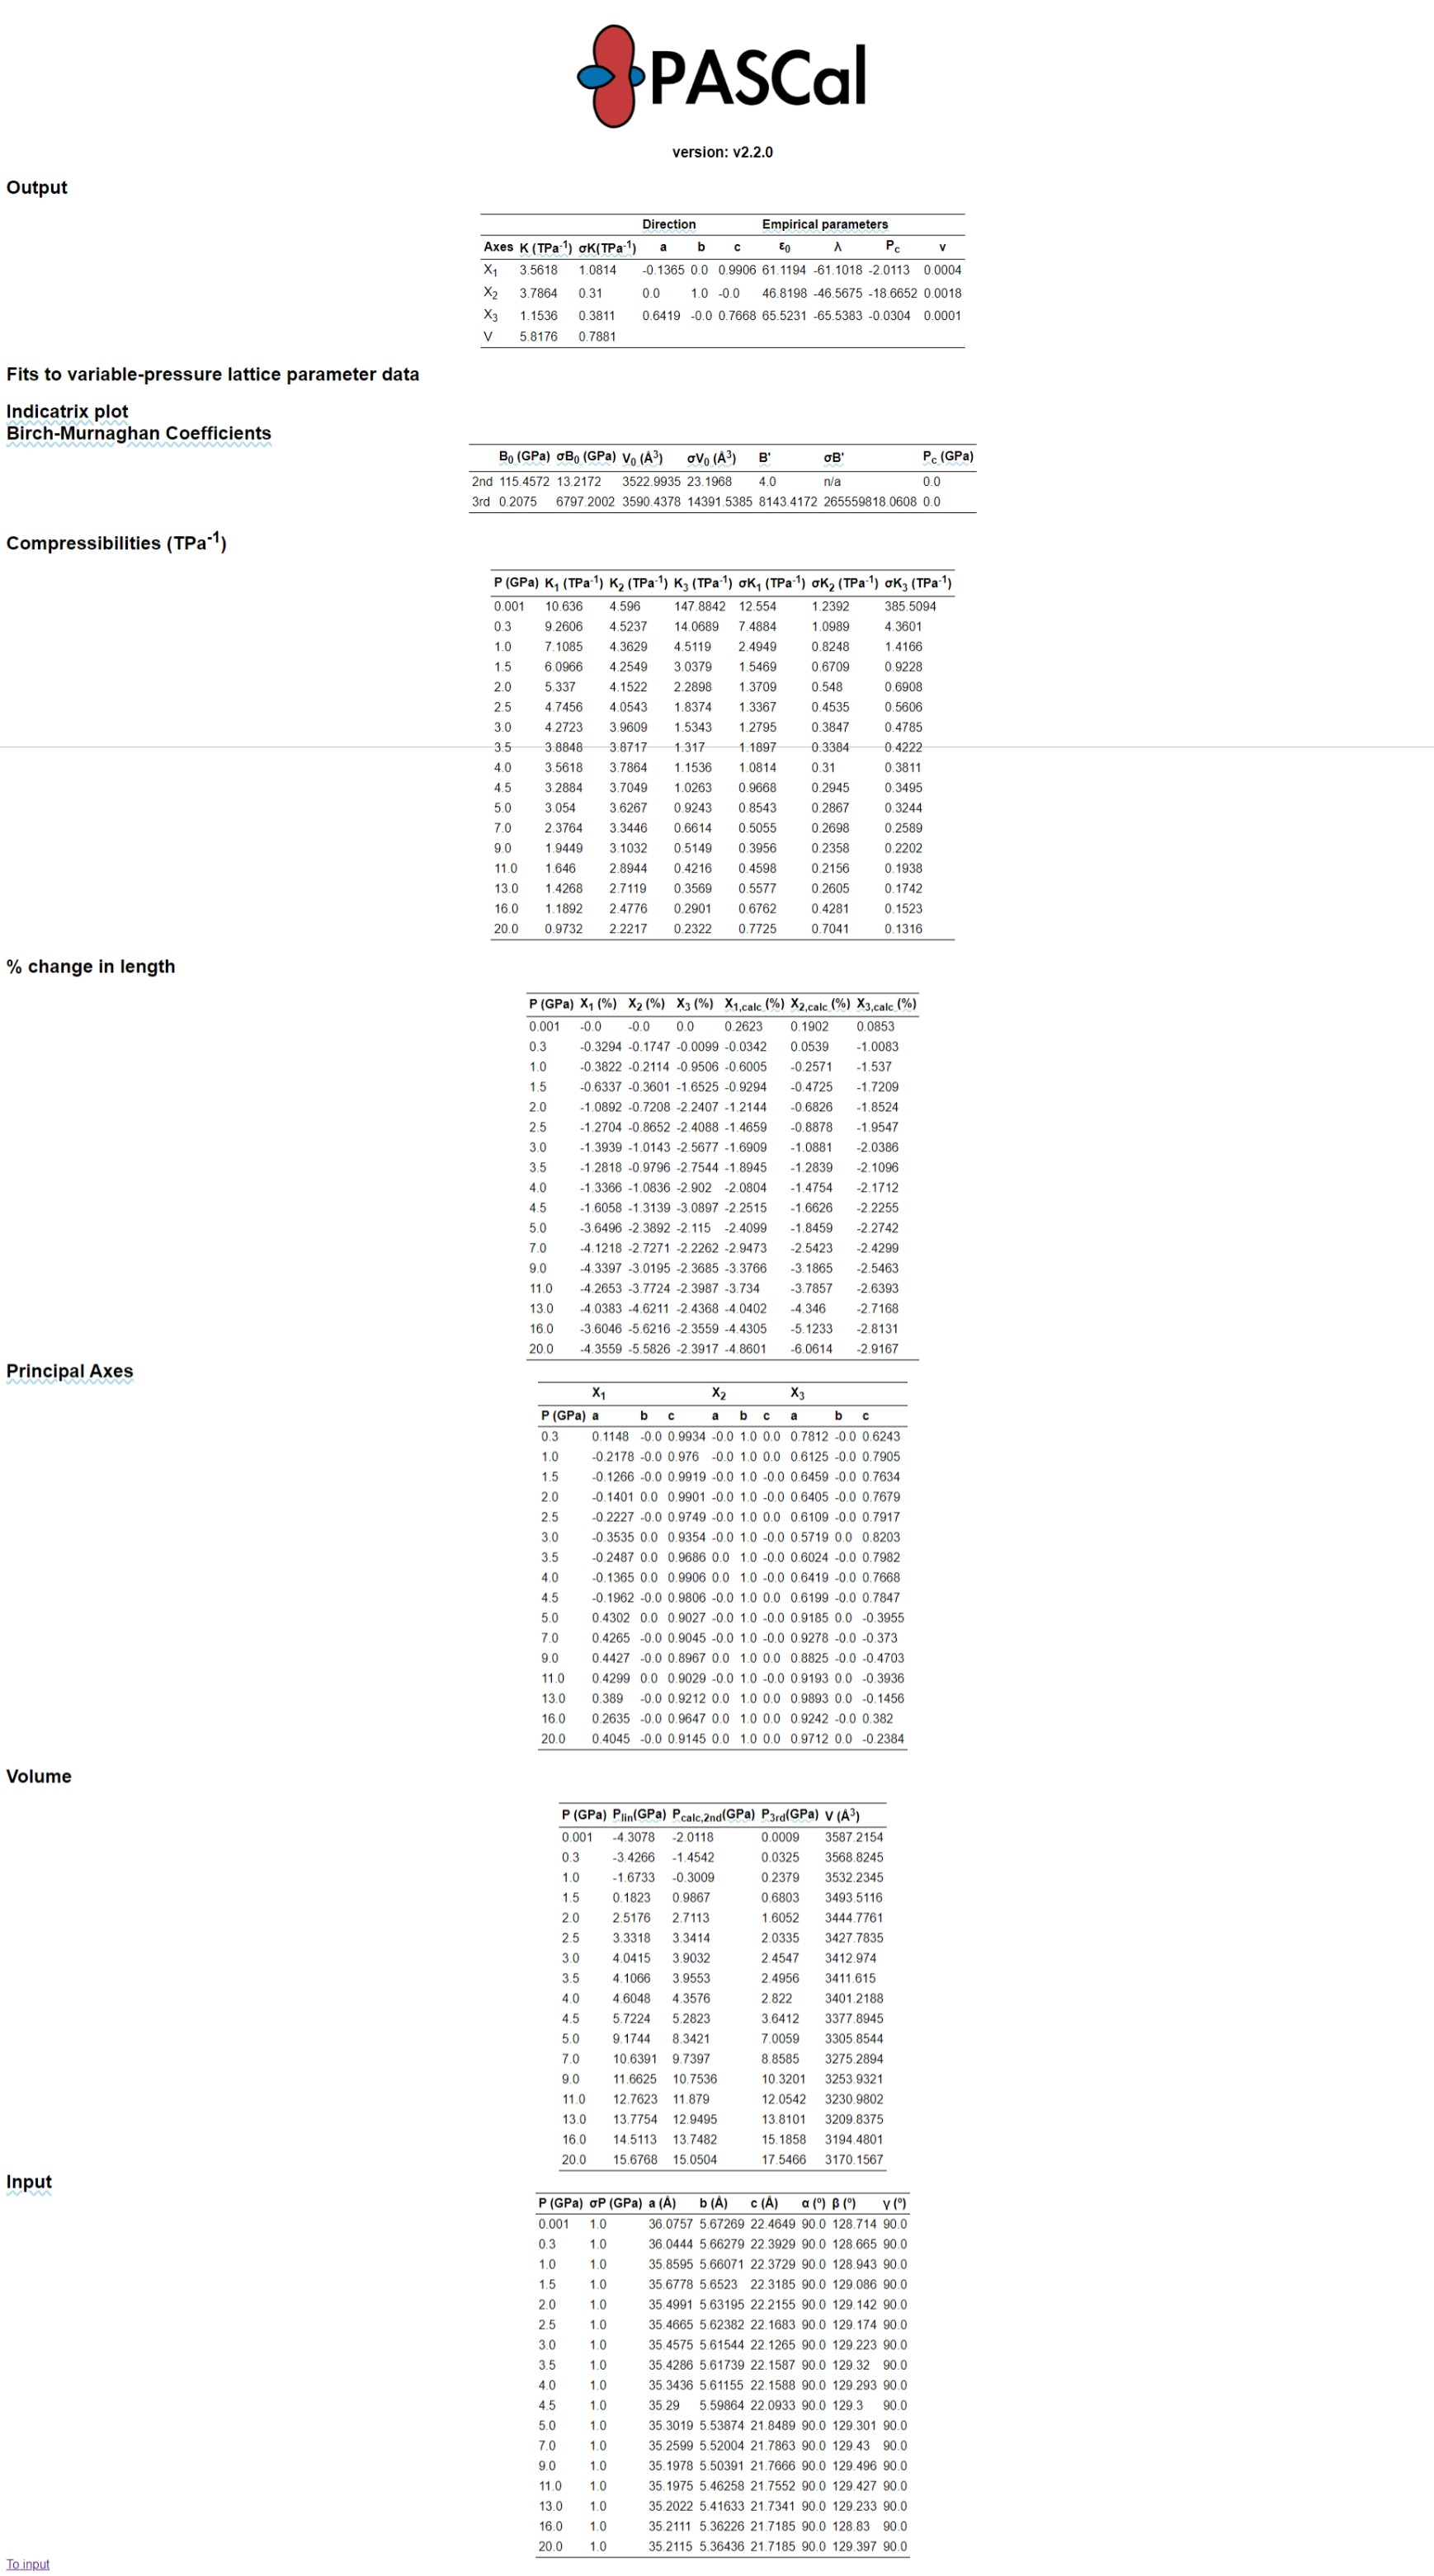 PASCal
version: v2.2.0
Output
Direction Empirical parameters
Axes K (TPa-1) σK(TPa-1) a b c ε0 λ Pc ν
X1 3.5618 1.0814 -0.1365 0.0 0.9906 61.1194 -61.1018 -2.0113 0.0004
X2 3.7864 0.31 0.0 1.0 -0.0 46.8198 -46.5675 -18.6652 0.0018
X3 1.1536 0.3811 0.6419 -0.0 0.7668 65.5231 -65.5383 -0.0304 0.0001
V 5.8176 0.7881
Fits to variable-pressure lattice parameter data
Indicatrix plot
Birch-Murnaghan Coefficients
B0 (GPa) σB0 (GPa) V0 (Å3) σV0 (Å3) B' σB' Pc (GPa)
2nd 115.4572 13.2172 3522.9935 23.1968 4.0 n/a 0.0
3rd 0.2075 6797.2002 3590.4378 14391.5385 8143.4172 265559818.0608 0.0
Compressibilities (TPa-1)
P (GPa) K1 (TPa-1) K2 (TPa-1) K3 (TPa-1) σK1 (TPa-1) σK2 (TPa-1) σK3 (TPa-1)
0.001 10.636 4.596 147.8842 12.554 1.2392 385.5094
0.3 9.2606 4.5237 14.0689 7.4884 1.0989 4.3601
1.0 7.1085 4.3629 4.5119 2.4949 0.8248 1.4166
1.5 6.0966 4.2549 3.0379 1.5469 0.6709 0.9228
2.0 5.337 4.1522 2.2898 1.3709 0.548 0.6908
2.5 4.7456 4.0543 1.8374 1.3367 0.4535 0.5606
3.0 4.2723 3.9609 1.5343 1.2795 0.3847 0.4785
3.5 3.8848 3.8717 1.317 1.1897 0.3384 0.4222
4.0 3.5618 3.7864 1.1536 1.0814 0.31 0.3811
4.5 3.2884 3.7049 1.0263 0.9668 0.2945 0.3495
5.0 3.054 3.6267 0.9243 0.8543 0.2867 0.3244
7.0 2.3764 3.3446 0.6614 0.5055 0.2698 0.2589
9.0 1.9449 3.1032 0.5149 0.3956 0.2358 0.2202
11.0 1.646 2.8944 0.4216 0.4598 0.2156 0.1938
13.0 1.4268 2.7119 0.3569 0.5577 0.2605 0.1742
16.0 1.1892 2.4776 0.2901 0.6762 0.4281 0.1523
20.0 0.9732 2.2217 0.2322 0.7725 0.7041 0.1316
% change in length
P (GPa) X1 (%) X2 (%) X3 (%) X1,calc (%) X2,calc (%) X3,calc (%)
0.001 -0.0 -0.0 0.0 0.2623 0.1902 0.0853
0.3 -0.3294 -0.1747 -0.0099 -0.0342 0.0539 -1.0083
1.0 -0.3822 -0.2114 -0.9506 -0.6005 -0.2571 -1.537
1.5 -0.6337 -0.3601 -1.6525 -0.9294 -0.4725 -1.7209
2.0 -1.0892 -0.7208 -2.2407 -1.2144 -0.6826 -1.8524
2.5 -1.2704 -0.8652 -2.4088 -1.4659 -0.8878 -1.9547
3.0 -1.3939 -1.0143 -2.5677 -1.6909 -1.0881 -2.0386
3.5 -1.2818 -0.9796 -2.7544 -1.8945 -1.2839 -2.1096
4.0 -1.3366 -1.0836 -2.902 -2.0804 -1.4754 -2.1712
4.5 -1.6058 -1.3139 -3.0897 -2.2515 -1.6626 -2.2255
5.0 -3.6496 -2.3892 -2.115 -2.4099 -1.8459 -2.2742
7.0 -4.1218 -2.7271 -2.2262 -2.9473 -2.5423 -2.4299
9.0 -4.3397 -3.0195 -2.3685 -3.3766 -3.1865 -2.5463
11.0 -4.2653 -3.7724 -2.3987 -3.734 -3.7857 -2.6393
13.0 -4.0383 -4.6211 -2.4368 -4.0402 -4.346 -2.7168
16.0 -3.6046 -5.6216 -2.3559 -4.4305 -5.1233 -2.8131
20.0 -4.3559 -5.5826 -2.3917 -4.8601 -6.0614 -2.9167
Principal Axes
X1 X2 X3
P (GPa) a b c a b c a b c
0.3 0.1148 -0.0 0.9934 -0.0 1.0 0.0 0.7812 -0.0 0.6243
1.0 -0.2178 -0.0 0.976 -0.0 1.0 0.0 0.6125 -0.0 0.7905
1.5 -0.1266 -0.0 0.9919 -0.0 1.0 -0.0 0.6459 -0.0 0.7634
2.0 -0.1401 0.0 0.9901 -0.0 1.0 -0.0 0.6405 -0.0 0.7679
2.5 -0.2227 -0.0 0.9749 -0.0 1.0 0.0 0.6109 -0.0 0.7917
3.0 -0.3535 0.0 0.9354 -0.0 1.0 -0.0 0.5719 0.0 0.8203
3.5 -0.2487 0.0 0.9686 0.0 1.0 -0.0 0.6024 -0.0 0.7982
4.0 -0.1365 0.0 0.9906 0.0 1.0 -0.0 0.6419 -0.0 0.7668
4.5 -0.1962 -0.0 0.9806 -0.0 1.0 0.0 0.6199 -0.0 0.7847
5.0 0.4302 0.0 0.9027 -0.0 1.0 -0.0 0.9185 0.0 -0.3955
7.0 0.4265 -0.0 0.9045 -0.0 1.0 -0.0 0.9278 -0.0 -0.373
9.0 0.4427 -0.0 0.8967 0.0 1.0 0.0 0.8825 -0.0 -0.4703
11.0 0.4299 0.0 0.9029 -0.0 1.0 -0.0 0.9193 0.0 -0.3936
13.0 0.389 -0.0 0.9212 0.0 1.0 0.0 0.9893 0.0 -0.1456
16.0 0.2635 -0.0 0.9647 0.0 1.0 0.0 0.9242 -0.0 0.382
20.0 0.4045 -0.0 0.9145 0.0 1.0 0.0 0.9712 0.0 -0.2384
Volume
P (GPa) Plin(GPa) Pcalc,2nd(GPa) P3rd(GPa) V (Å3)
0.001 -4.3078 -2.0118 0.0009 3587.2154
0.3 -3.4266 -1.4542 0.0325 3568.8245
1.0 -1.6733 -0.3009 0.2379 3532.2345
1.5 0.1823 0.9867 0.6803 3493.5116
2.0 2.5176 2.7113 1.6052 3444.7761
2.5 3.3318 3.3414 2.0335 3427.7835
3.0 4.0415 3.9032 2.4547 3412.974
3.5 4.1066 3.9553 2.4956 3411.615
4.0 4.6048 4.3576 2.822 3401.2188
4.5 5.7224 5.2823 3.6412 3377.8945
5.0 9.1744 8.3421 7.0059 3305.8544
7.0 10.6391 9.7397 8.8585 3275.2894
9.0 11.6625 10.7536 10.3201 3253.9321
11.0 12.7623 11.879 12.0542 3230.9802
13.0 13.7754 12.9495 13.8101 3209.8375
16.0 14.5113 13.7482 15.1858 3194.4801
20.0 15.6768 15.0504 17.5466 3170.1567
Input
P (GPa) σP (GPa) a (Å) b (Å) c (Å) α (°) β (°) γ (°)
0.001 1.0 36.0757 5.67269 22.4649 90.0 128.714 90.0
0.3 1.0 36.0444 5.66279 22.3929 90.0 128.665 90.0
1.0 1.0 35.8595 5.66071 22.3729 90.0 128.943 90.0
1.5 1.0 35.6778 5.6523 22.3185 90.0 129.086 90.0
2.0 1.0 35.4991 5.63195 22.2155 90.0 129.142 90.0
2.5 1.0 35.4665 5.62382 22.1683 90.0 129.174 90.0
3.0 1.0 35.4575 5.61544 22.1265 90.0 129.223 90.0
3.5 1.0 35.4286 5.61739 22.1587 90.0 129.32 90.0
4.0 1.0 35.3436 5.61155 22.1588 90.0 129.293 90.0
4.5 1.0 35.29 5.59864 22.0933 90.0 129.3 90.0
5.0 1.0 35.3019 5.53874 21.8489 90.0 129.301 90.0
7.0 1.0 35.2599 5.52004 21.7863 90.0 129.43 90.0
9.0 1.0 35.1978 5.50391 21.7666 90.0 129.496 90.0
11.0 1.0 35.1975 5.46258 21.7552 90.0 129.427 90.0
13.0 1.0 35.2022 5.41633 21.7341 90.0 129.233 90.0
16.0 1.0 35.2111 5.36226 21.7185 90.0 128.83 90.0
20.0 1.0 35.2115 5.36436 21.7185 90.0 129.397 90.0
To input